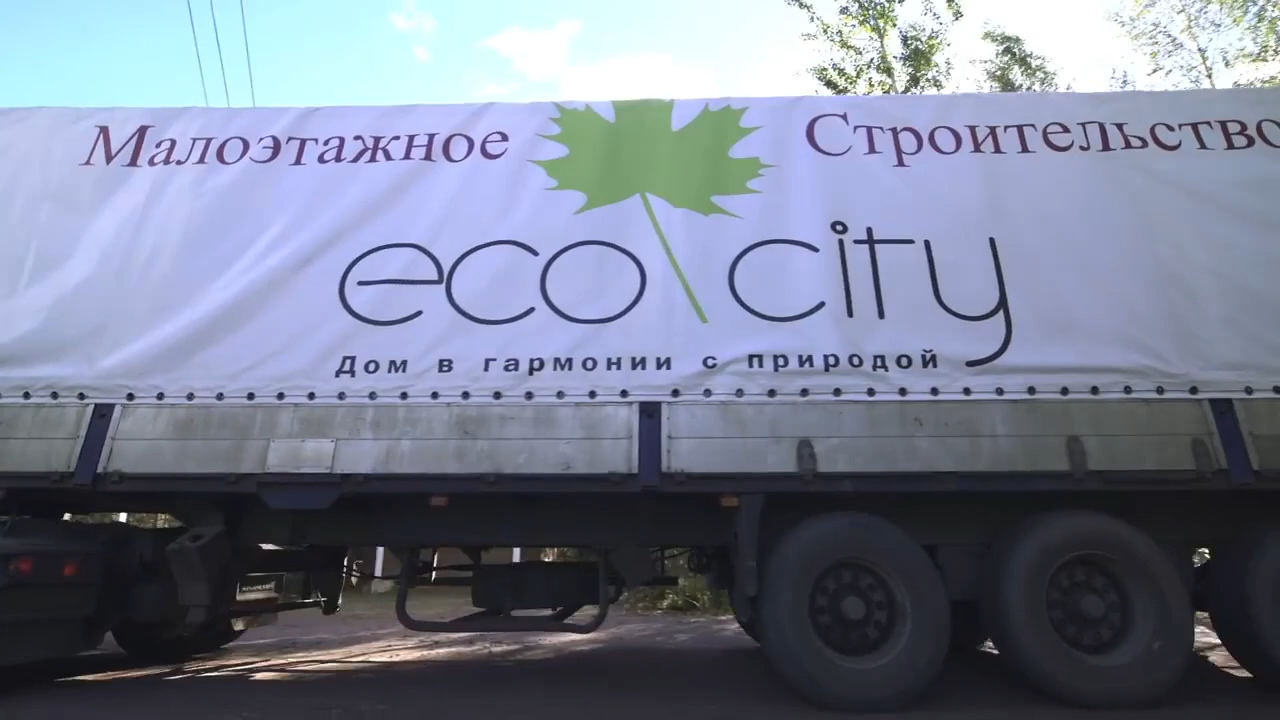 Малоэтажное Строительство
eco city
Дом в гармонии с природой